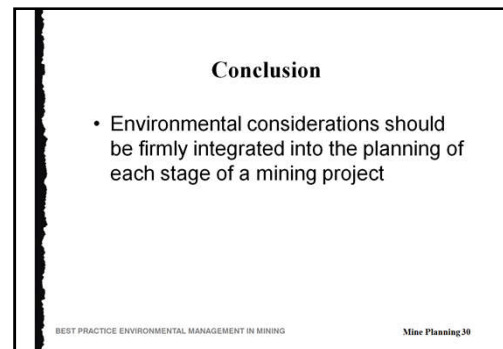 Conclusion
• Environmental considerations should
be firmly integrated into the planning of
each stage of a mining project
BEST PRACTICE ENVIRONMENTAL MANAGEMENT IN MINING
Mine Planning 30